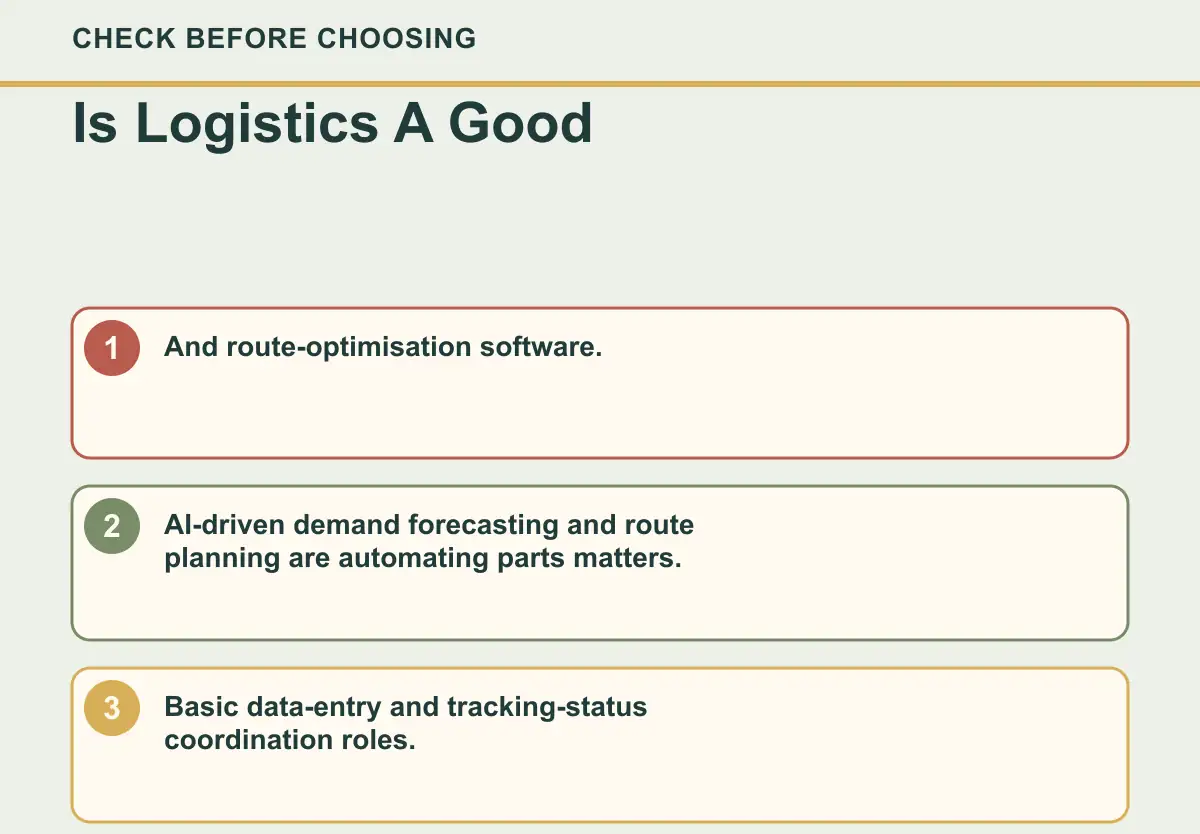 CHECK BEFORE CHOOSING
Is Logistics A Good
1
And route-optimisation software.
2
AI-driven demand forecasting and route
planning are automating parts matters.
3
Basic data-entry and tracking-status
coordination roles.